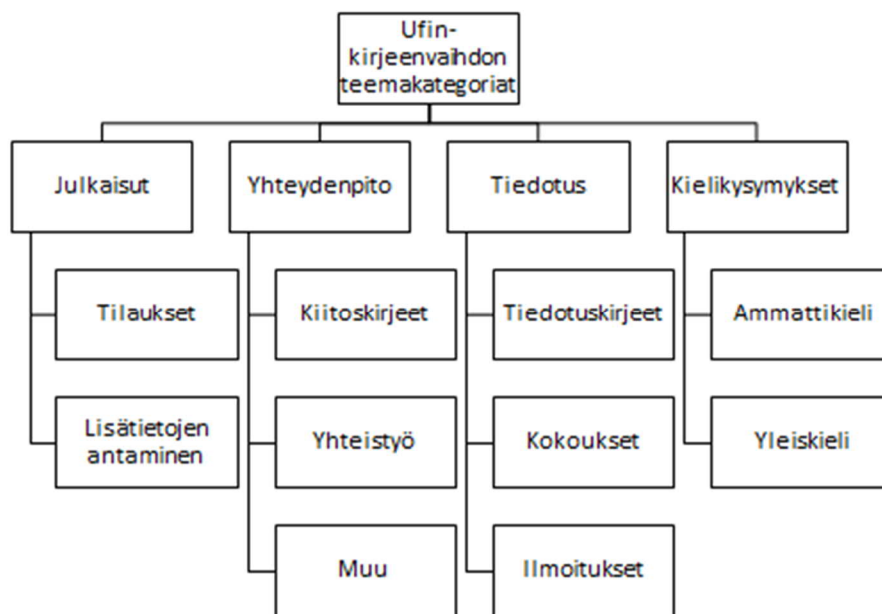 Ufin-
kirjeenvaihdon
teemakategoriat
Julkaisut
Yhteydenpito
Tiedotus
Kielikysymykset
Tilaukset
Kiitoskirjeet
Tiedotuskirjeet
Ammattikieli
Lisätietojen
antaminen
Yhteistyö
Kokoukset
Yleiskieli
Muu
Ilmoitukset